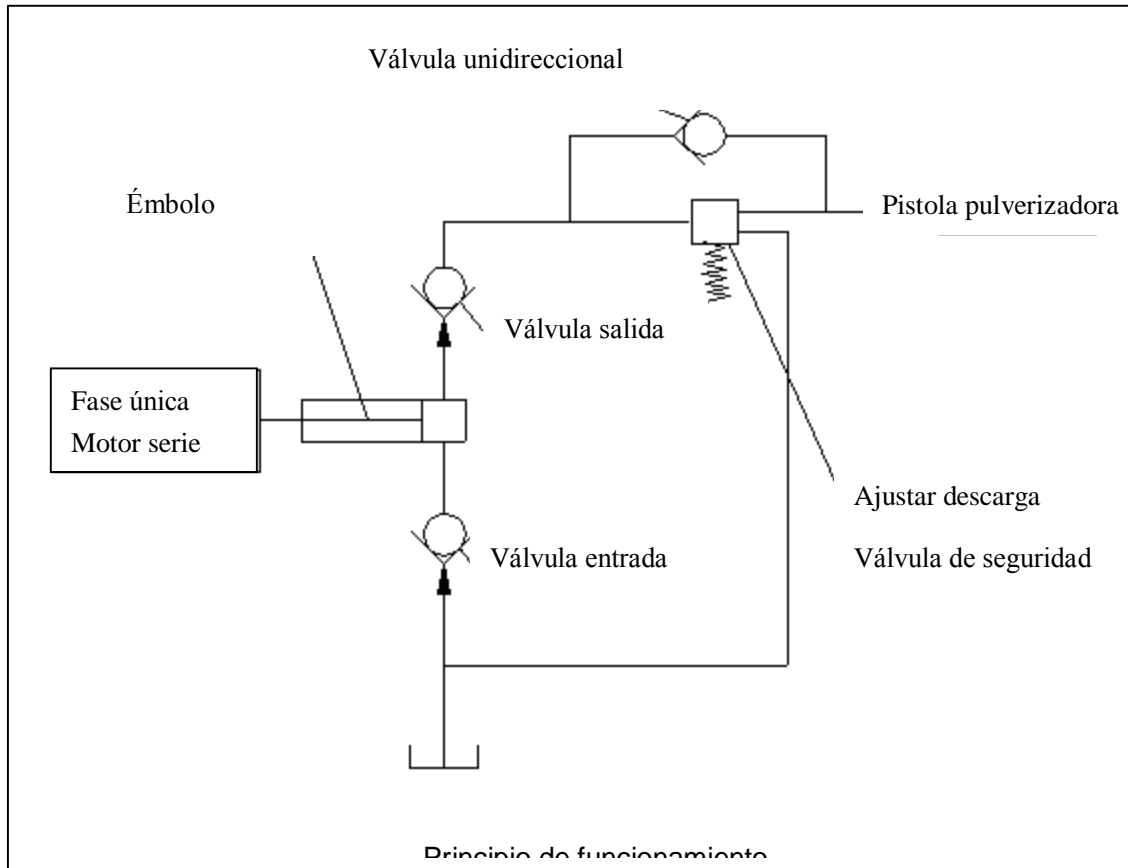 Válvula unidireccional
Émbolo
Pistola pulverizadora
Válvula salida
Fase única
Motor serie
Ajustar descarga
Válvula entrada
Válvula de seguridad
Principio de funcionamiento